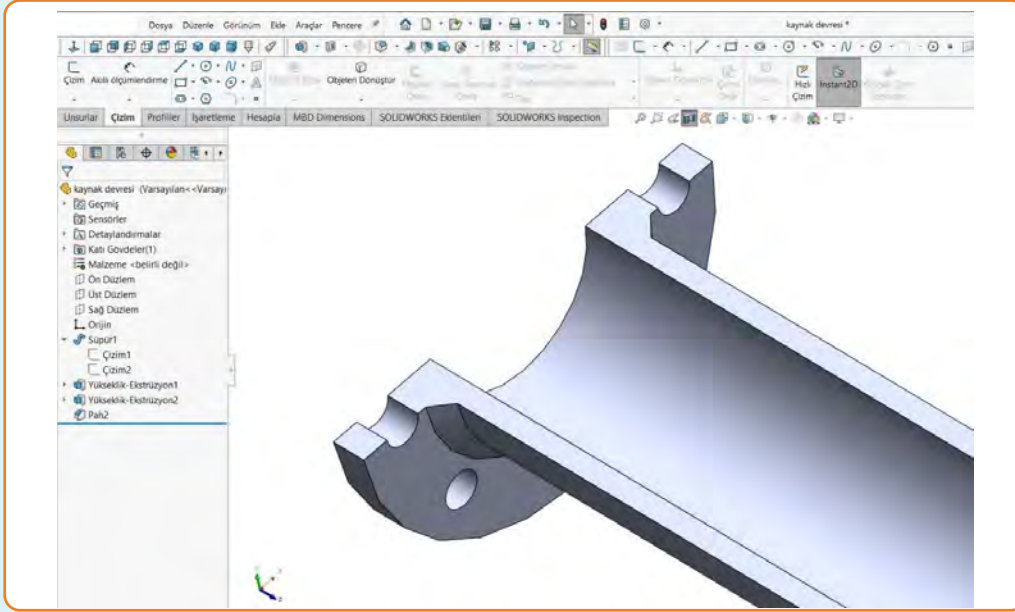 Dosya Düzenle Görünüm Ekle Araçlar Pencere
kaynak devresi *
Çizim Akıllı ölçümlendirme
Objeleri Dönüştür
Hızlı Çizim
Instant2D
Unsurlar Çizim Profiller İşaretleme Hesapla MBD Dimensions SOLIDWORKS Eklentileri SOLIDWORKS Inspection
kaynak devresi (Varsayılan<<Varsayı
Geçmiş
Sensörler
Detaylandırmalar
Katı Gövdeler(1)
Malzeme <belirli değil>
Ön Düzlem
Üst Düzlem
Sağ Düzlem
Orijin
Süpür1
Çizim1
Çizim2
Yükseklik-Ekstrüzyon1
Yükseklik-Ekstrüzyon2
Pah2